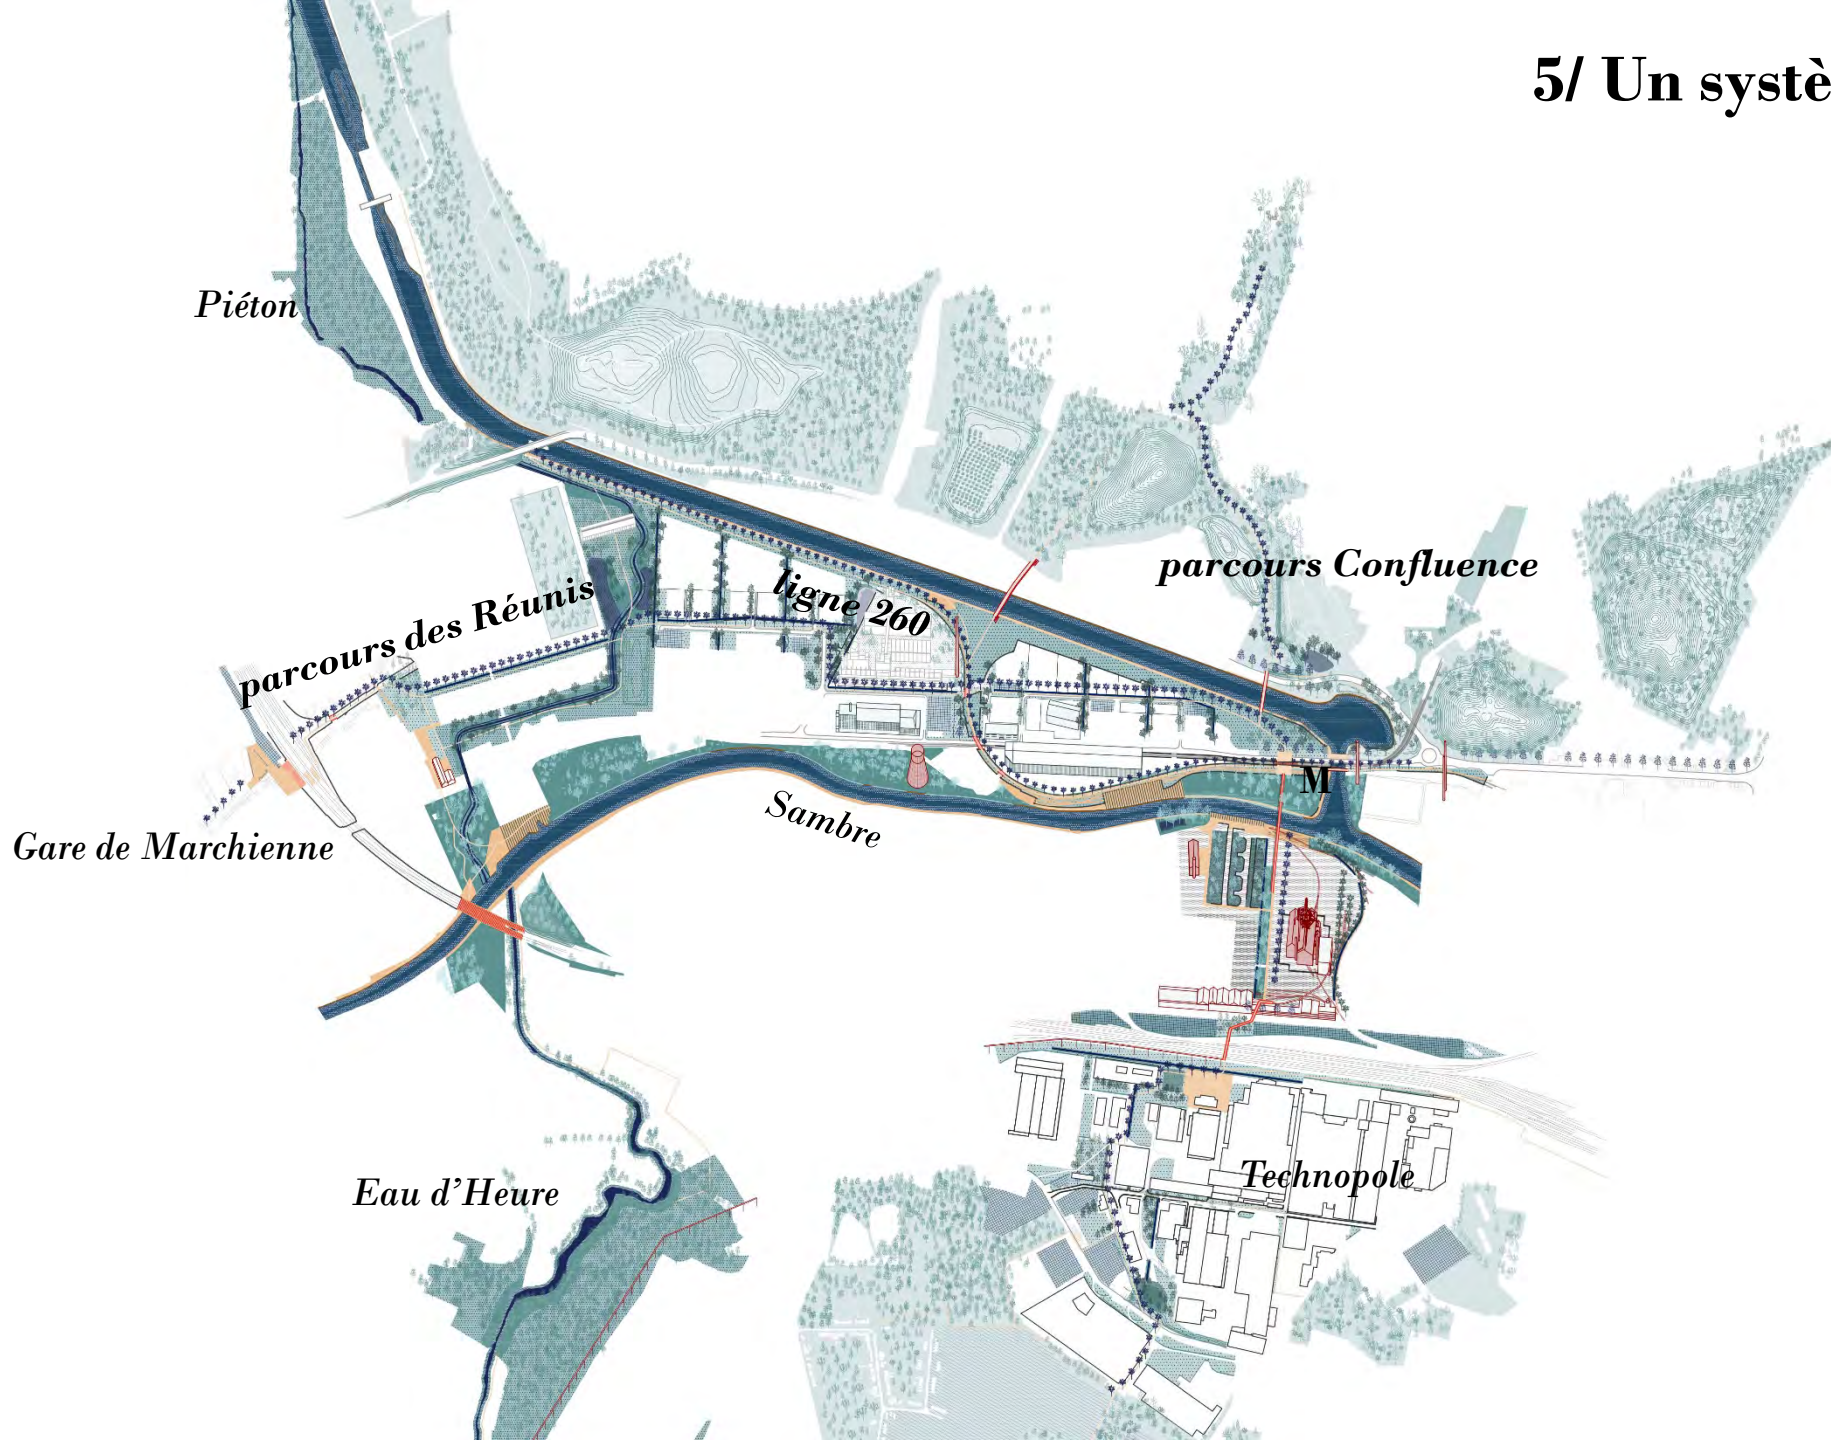 5/ Un systè
Piéton
parcours Confluence
ligne 260
parcours des Réunis
M
Sambre
Gare de Marchienne
Technopole
Eau d’Heure